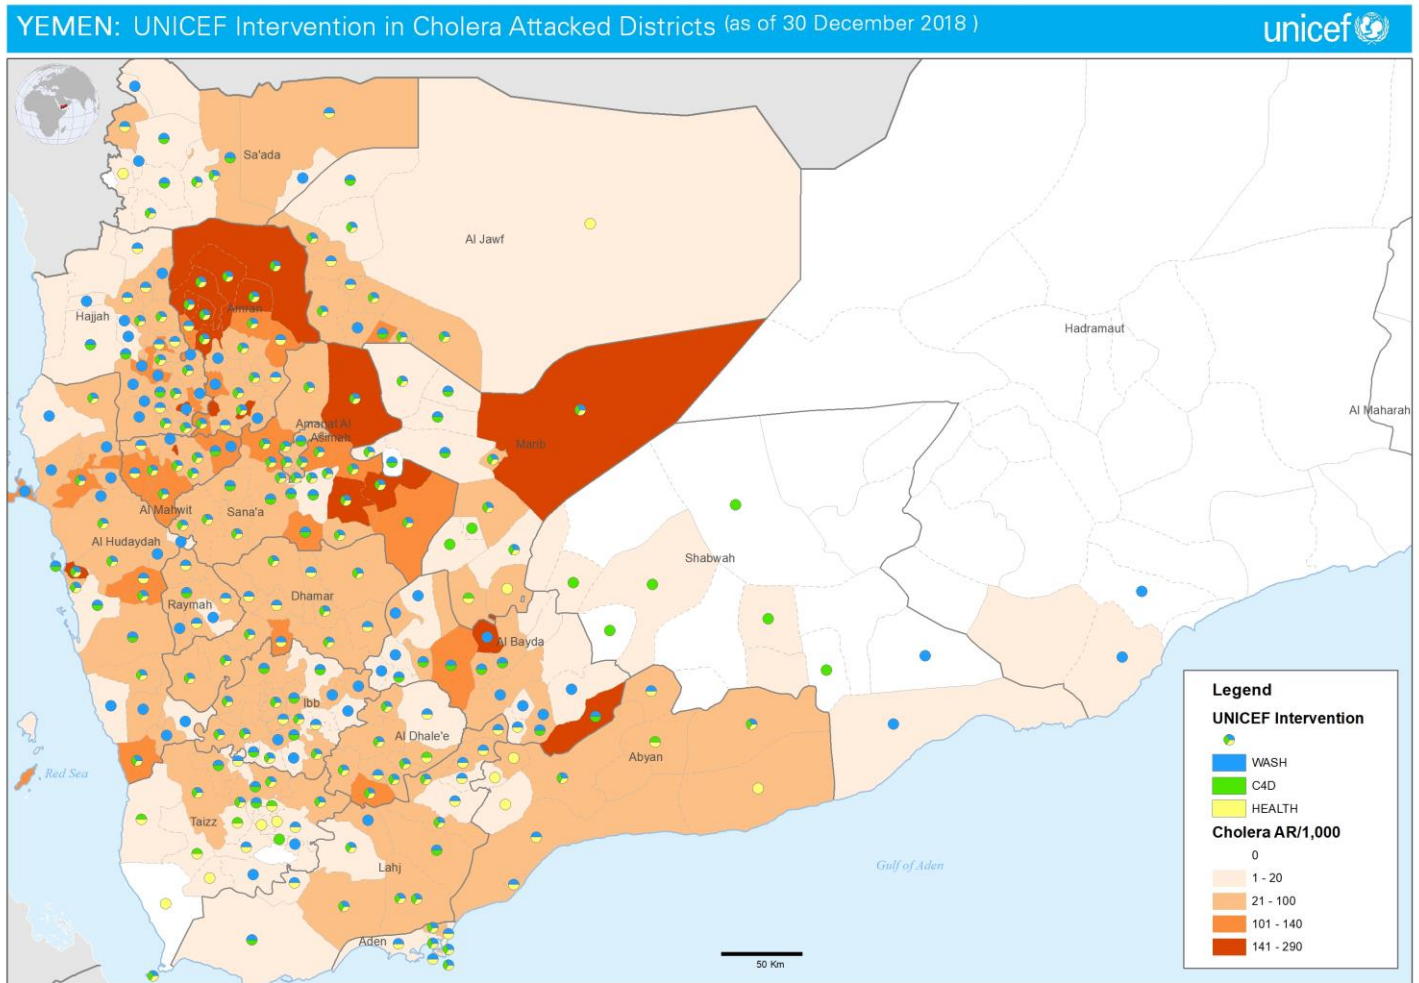 YEMEN: UNICEF Intervention in Cholera Attacked Districts (as of 30 December 2018 )
unicef
Sa'ada
Al Jawf
Hajjah
Amran
Hadramaut
Al Maharah
Amanat Al
Asimah
Marib
Al Mahwit
Sana'a
Al Hudaydah
Shabwah
Raymah
Dhamar
Al Bayda
Ibb
Al Dhale'e
Abyan
Red Sea
Taizz
Lahj
Gulf of Aden
Aden
50 Km
Legend
UNICEF Intervention
WASH
C4D
HEALTH
Cholera AR/1,000
0
1 - 20
21 - 100
101 - 140
141 - 290